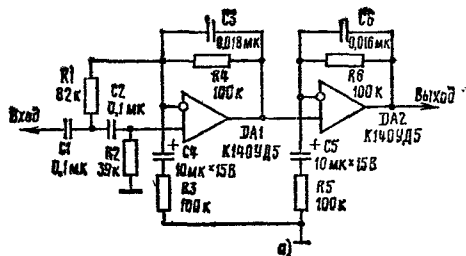 C3
0,018мк
R4
100к
C6
0,016мк
R6
100к
R1
82к
C2
0,1мк
Вход
C1
0,1мк
R2
39к
DA1
К140УД5
C4
+
10мк×15В
R3
100к
Выход
DA2
К140УД5
C5
+
10мк×15В
R5
100к
а)